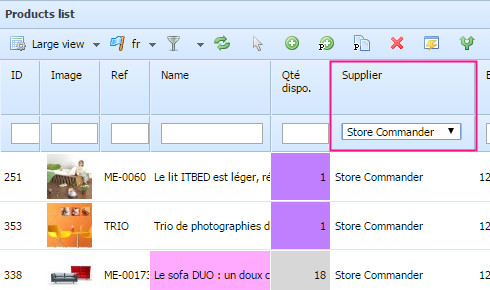 Products list
Large view fr
ID Image Ref Name Qté dispo. Supplier
Store Commander
251 ME-0060 Le lit ITBED est léger, ré 1 Store Commander 12
353 TRIO Trio de photographies d 1 Store Commander 12
338 ME-00173 Le sofa DUO : un doux c 18 Store Commander 12